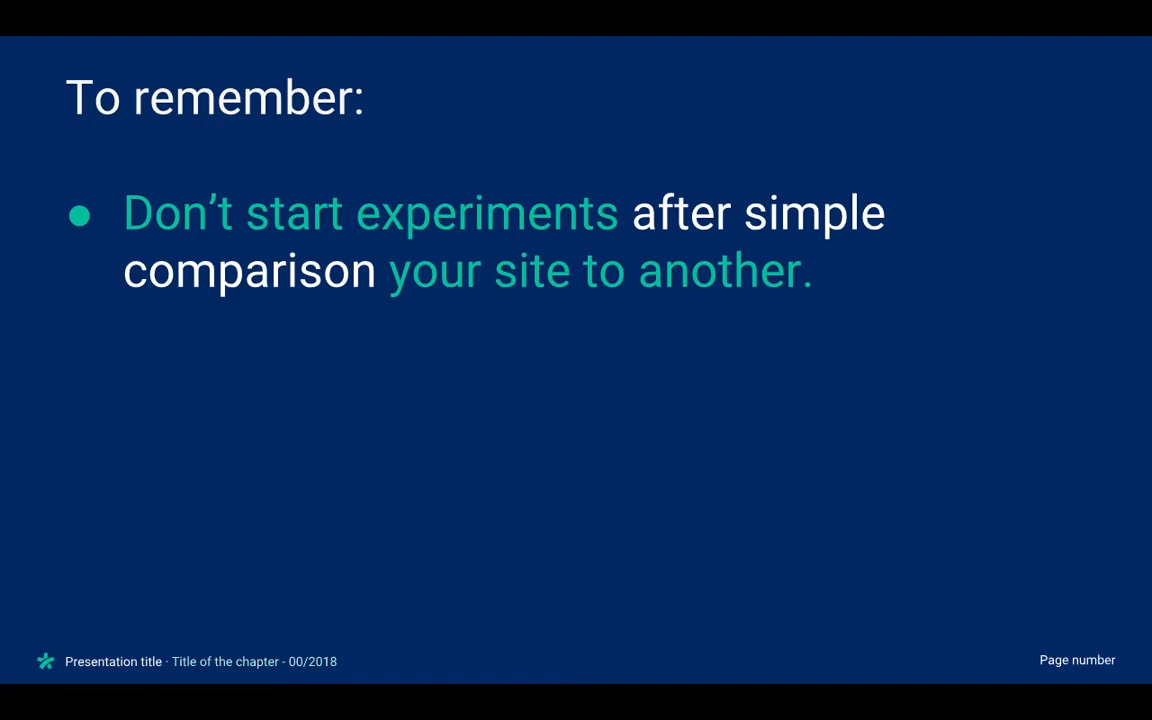 To remember:
● Don’t start experiments after simple
comparison your site to another.
Presentation title · Title of the chapter - 00/2018
Page number